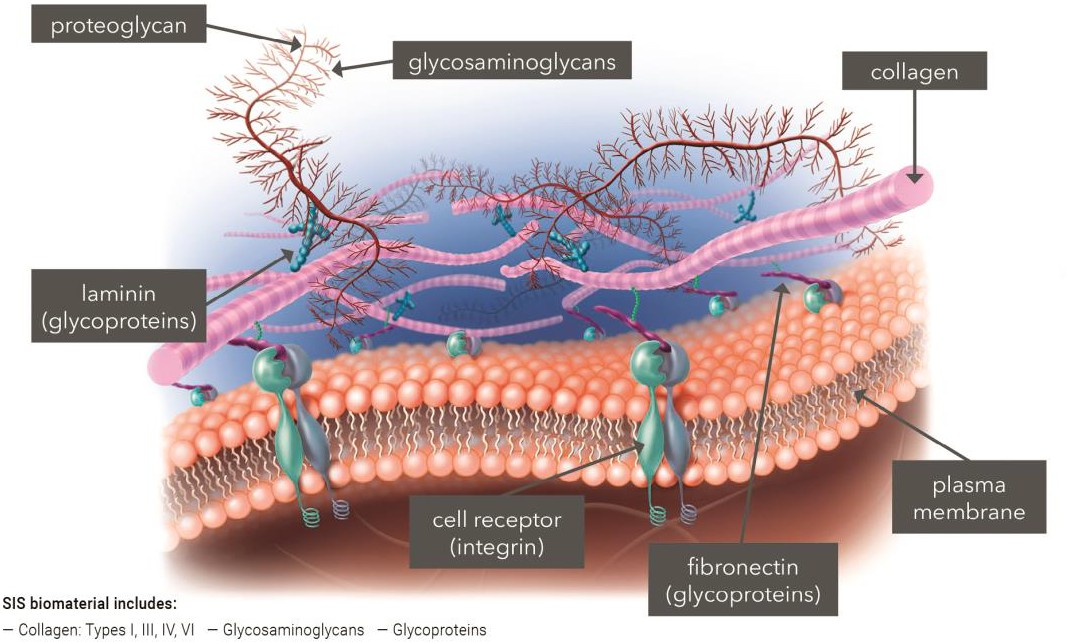 proteoglycan
glycosaminoglycans
collagen
laminin
(glycoproteins)
cell receptor
(integrin)
fibronectin
(glycoproteins)
plasma
membrane
SIS biomaterial includes:
— Collagen: Types I, III, IV, VI — Glycosaminoglycans — Glycoproteins